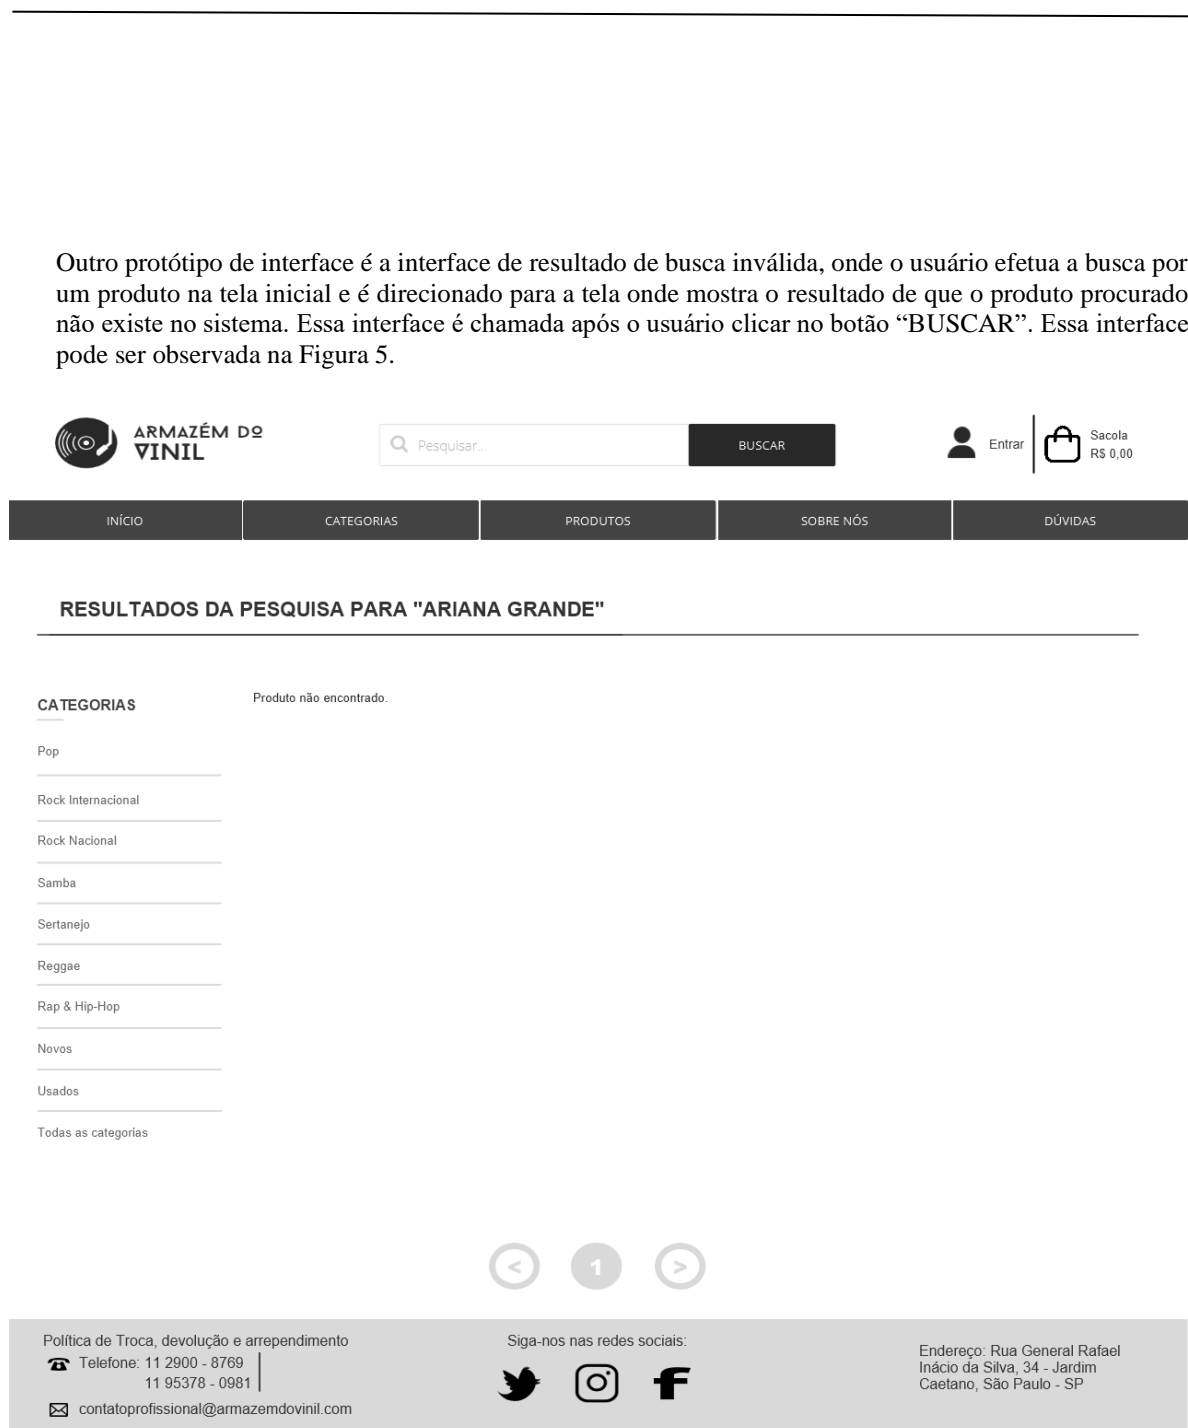 Outro protótipo de interface é a interface de resultado de busca inválida, onde o usuário efetua a busca por
um produto na tela inicial e é direcionado para a tela onde mostra o resultado de que o produto procurado
não existe no sistema. Essa interface é chamada após o usuário clicar no botão “BUSCAR”. Essa interface
pode ser observada na Figura 5.
ARMAZÉM DO
VINIL
Pesquisar...
BUSCAR
Entrar
Sacola
R$ 0,00
INÍCIO
CATEGORIAS
PRODUTOS
SOBRE NÓS
DÚVIDAS
RESULTADOS DA PESQUISA PARA "ARIANA GRANDE"
CATEGORIAS
Produto não encontrado.
Pop
Rock Internacional
Rock Nacional
Samba
Sertanejo
Reggae
Rap & Hip-Hop
Novos
Usados
Todas as categorias
< 1 >
Política de Troca, devolução e arrependimento
Telefone: 11 2900 - 8769
11 95378 - 0981
contatoprofissional@armazemdovinil.com
Siga-nos nas redes sociais:
Endereço: Rua General Rafael
Inácio da Silva, 34 - Jardim
Caetano, São Paulo - SP